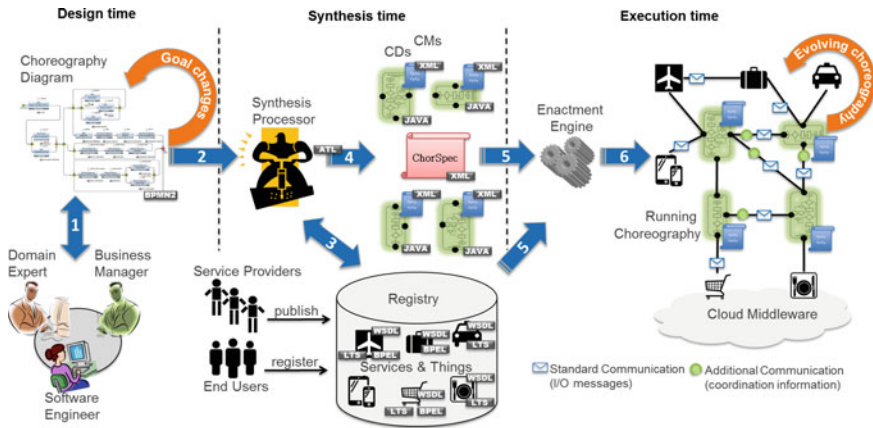 Design time
Synthesis time
Execution time
Choreography
Diagram
Goal changes
BPMN2
1
Domain
Expert
Business
Manager
Software
Engineer
2
Synthesis
Processor
ATL
3
4
CMs
CDs
XML
XML
JAVA
JAVA
ChorSpec
XML
XML
XML
JAVA
JAVA
5
5
Service Providers
publish
register
End Users
Registry
WSDL
WSDL
WSDL
LTS
BPEL
BPEL
LTS
Services & Things
WSDL
WSDL
LTS
BPEL
LTS
Enactment
Engine
6
Evolving choreography
Running
Choreography
Cloud Middleware
Standard Communication
(I/O messages)
Additional Communication
(coordination information)